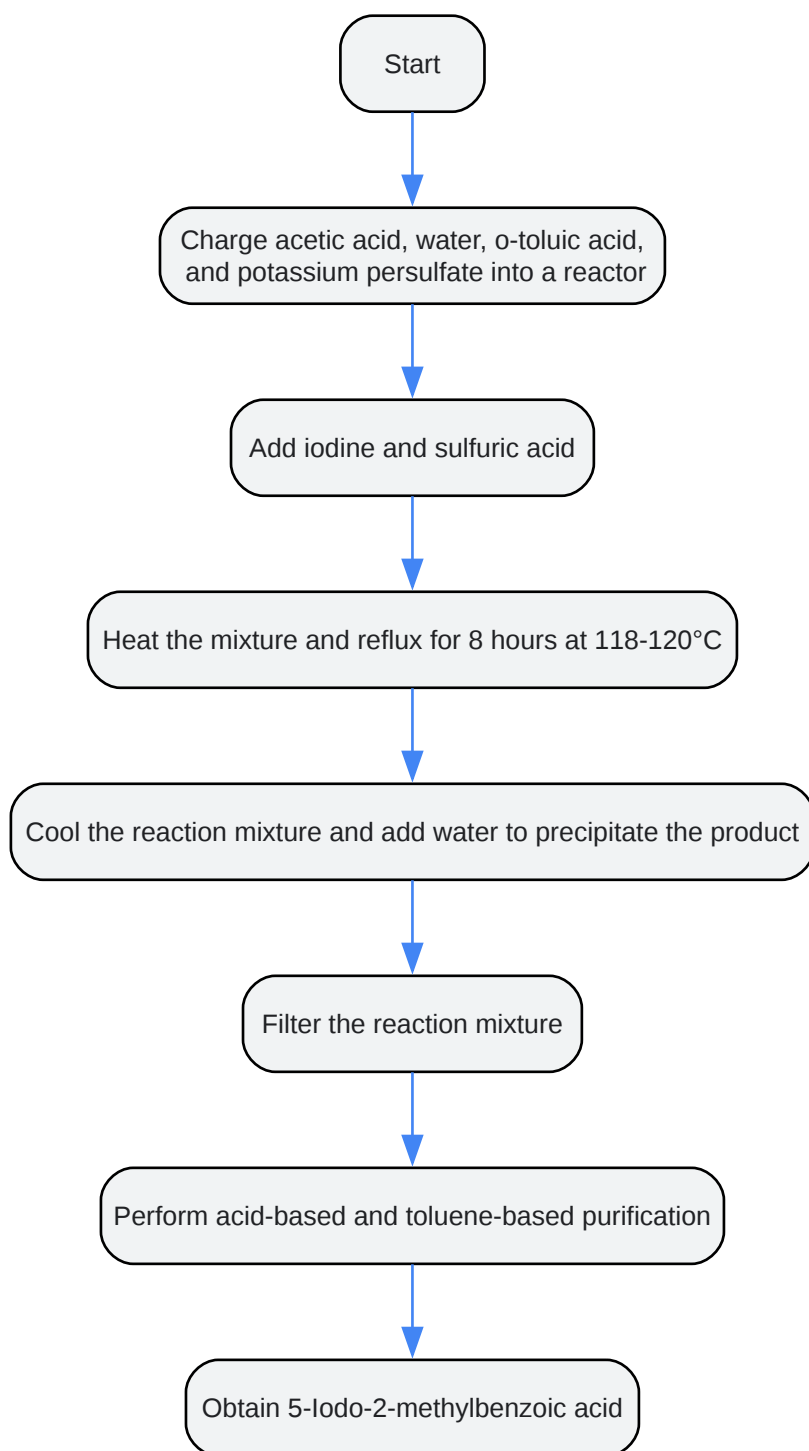 Start
Charge acetic acid, water, o-toluic acid,
and potassium persulfate into a reactor
Add iodine and sulfuric acid
Heat the mixture and reflux for 8 hours at 118-120°C
Cool the reaction mixture and add water to precipitate the product
Filter the reaction mixture
Perform acid-based and toluene-based purification
Obtain 5-Iodo-2-methylbenzoic acid